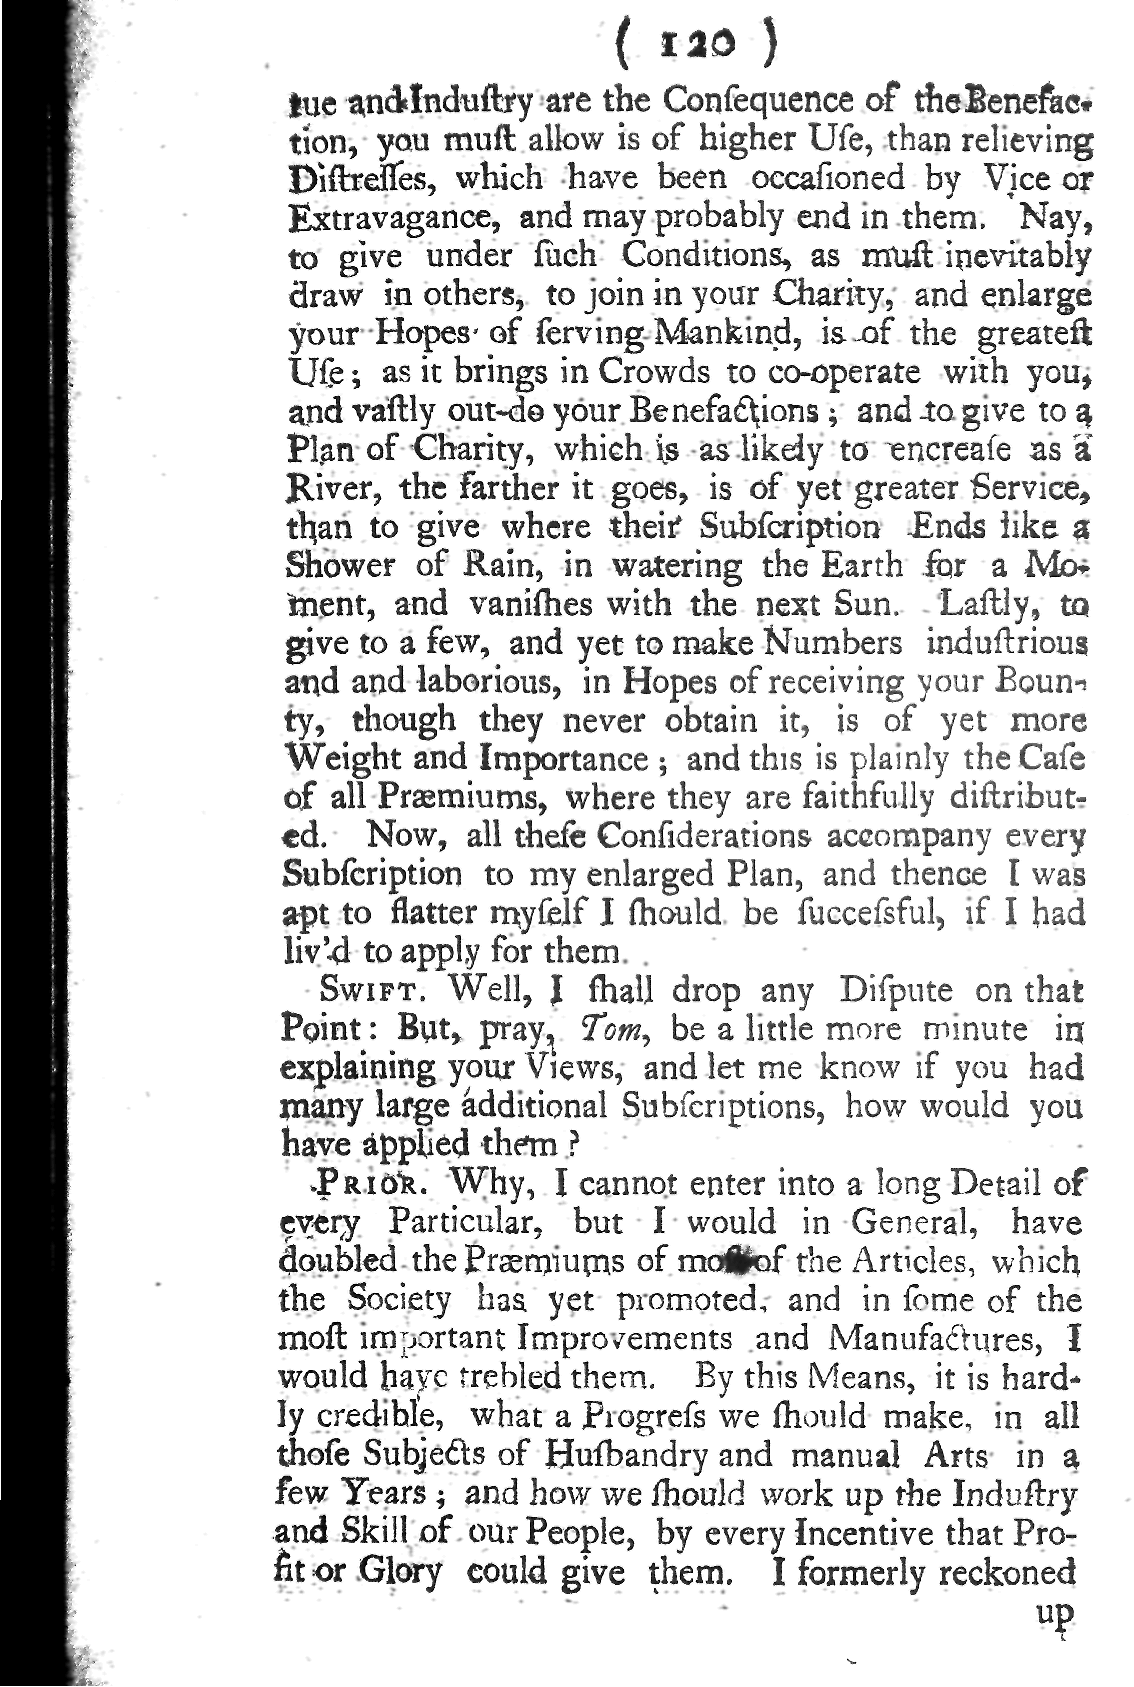 ( 120 )
tue and Induſtry are the Conſequence of the Benefac-
tion, you muſt allow is of higher Uſe, than relieving
Diſtreſſes, which have been occaſioned by Vice or
Extravagance, and may probably end in them. Nay,
to give under ſuch Conditions, as muſt inevitably
draw in others, to join in your Charity, and enlarge
your Hopes of ſerving Mankind, is of the greateſt
Uſe; as it brings in Crowds to co-operate with you,
and vaſtly out-do your Benefactions; and to give to a
Plan of Charity, which is as likely to encreaſe as a
River, the farther it goes, is of yet greater Service,
than to give where their Subſcription Ends like a
Shower of Rain, in watering the Earth for a Mo-
ment, and vaniſhes with the next Sun. Laſtly, to
give to a few, and yet to make Numbers induſtrious
and and laborious, in Hopes of receiving your Boun-
ty, though they never obtain it, is of yet more
Weight and Importance; and this is plainly the Caſe
of all Præmiums, where they are faithfully diſtribut-
ed. Now, all theſe Conſiderations accompany every
Subſcription to my enlarged Plan, and thence I was
apt to flatter myſelf I ſhould be ſucceſsful, if I had
liv'd to apply for them.
SWIFT. Well, I ſhall drop any Diſpute on that
Point: But, pray, Tom, be a little more minute in
explaining your Views, and let me know if you had
many large additional Subſcriptions, how would you
have applied them?
PRIOR. Why, I cannot enter into a long Detail of
every Particular, but I would in General, have
doubled the Præmiums of moſt of the Articles, which
the Society has yet promoted, and in ſome of the
moſt important Improvements and Manufactures, I
would have trebled them. By this Means, it is hard-
ly credible, what a Progreſs we ſhould make, in all
thoſe Subjects of Huſbandry and manual Arts in a
few Years; and how we ſhould work up the Induſtry
and Skill of our People, by every Incentive that Pro-
fit or Glory could give them. I formerly reckoned
up